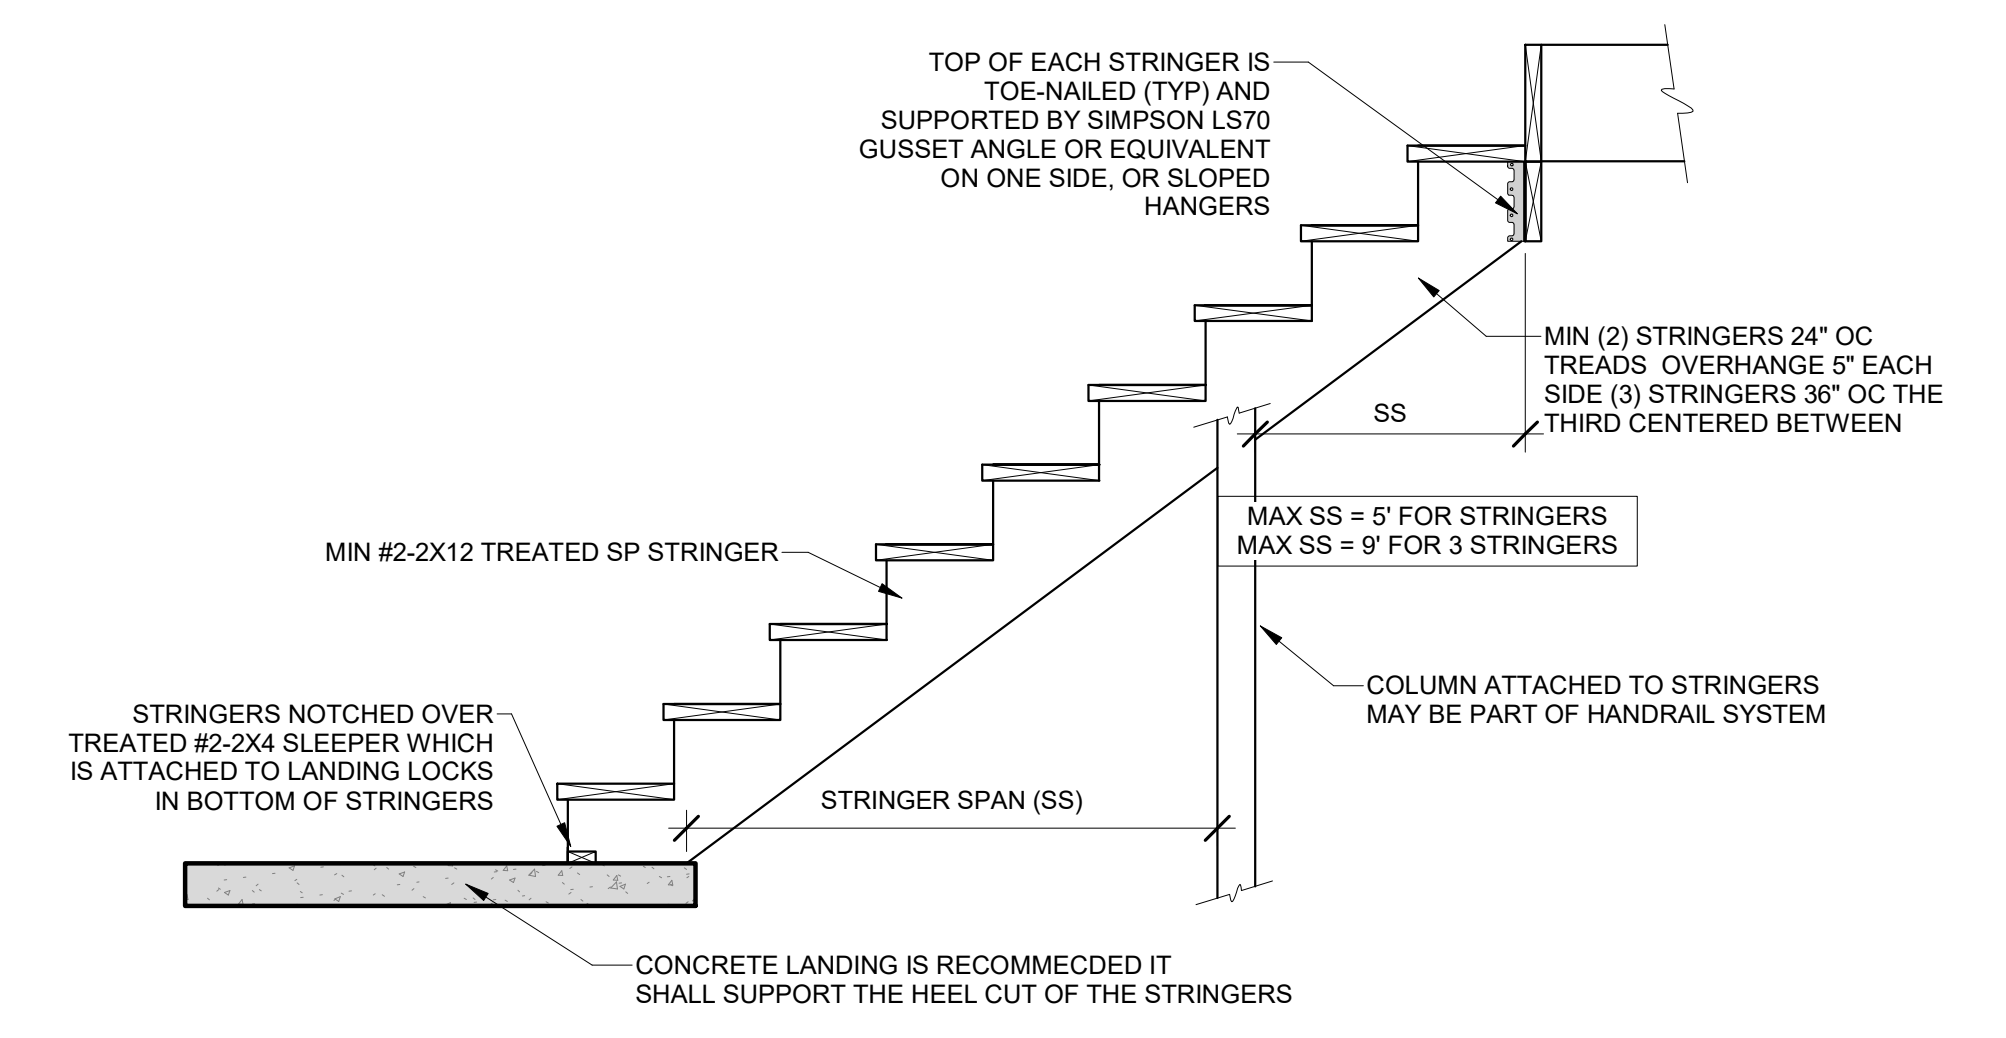 TOP OF EACH STRINGER IS
TOE-NAILED (TYP) AND
SUPPORTED BY SIMPSON LS70
GUSSET ANGLE OR EQUIVALENT
ON ONE SIDE, OR SLOPED
HANGERS
MIN (2) STRINGERS 24" OC
TREADS OVERHANGE 5" EACH
SIDE (3) STRINGERS 36" OC THE
THIRD CENTERED BETWEEN
SS
MAX SS = 5' FOR STRINGERS
MAX SS = 9' FOR 3 STRINGERS
MIN #2-2X12 TREATED SP STRINGER
COLUMN ATTACHED TO STRINGERS
MAY BE PART OF HANDRAIL SYSTEM
STRINGERS NOTCHED OVER
TREATED #2-2X4 SLEEPER WHICH
IS ATTACHED TO LANDING LOCKS
IN BOTTOM OF STRINGERS
STRINGER SPAN (SS)
CONCRETE LANDING IS RECOMMECDED IT
SHALL SUPPORT THE HEEL CUT OF THE STRINGERS